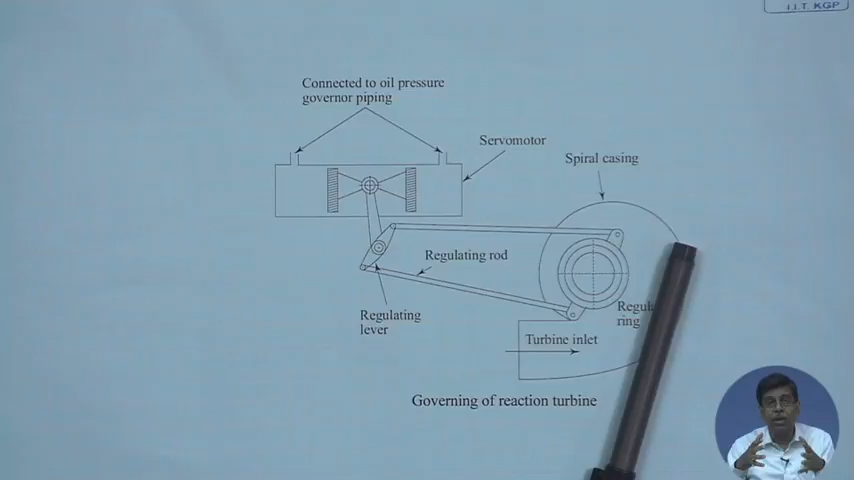 I.I.T. KGP
Connected to oil pressure
governor piping
Servomotor
Spiral casing
Regulating rod
Regulating
lever
ring
Turbine inlet
Governing of reaction turbine